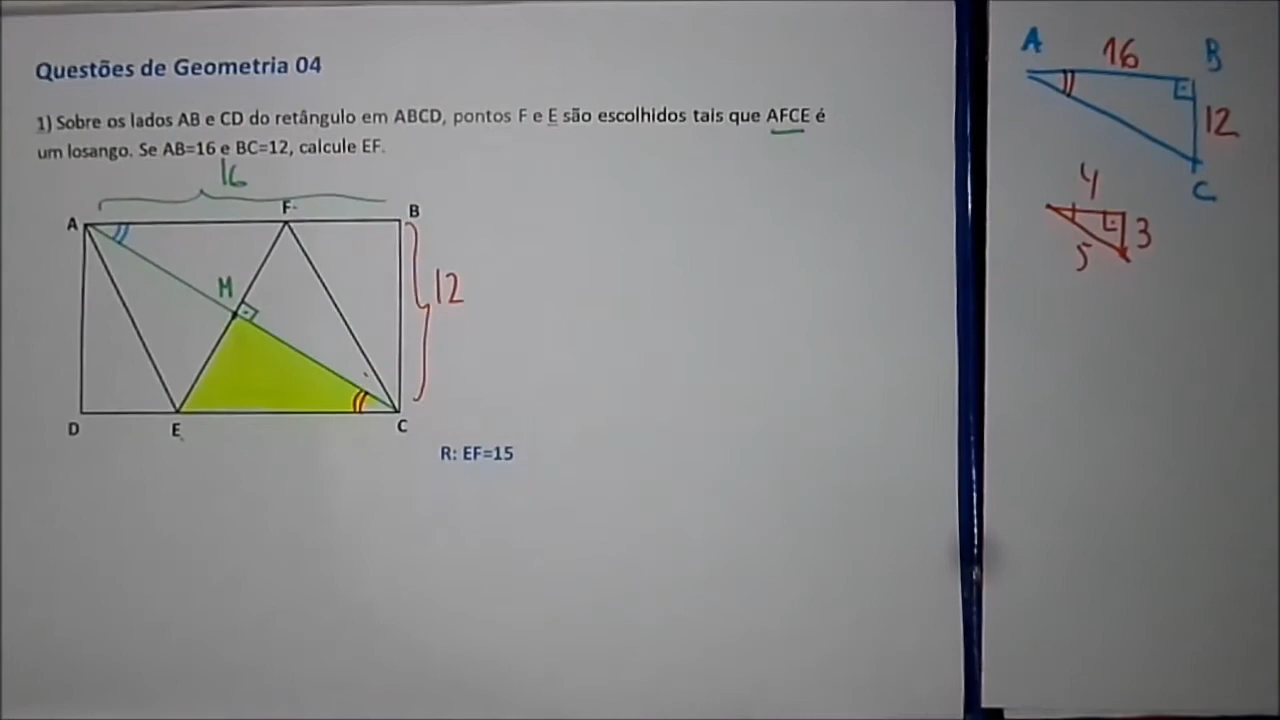 Questões de Geometria 04
1) Sobre os lados AB e CD do retângulo em ABCD, pontos F e E são escolhidos tais que AFCE é
um losango. Se AB=16 e BC=12, calcule EF.
16
A
F
B
M
12
D
E
C
R: EF=15
A
16
B
12
C
4
3
5